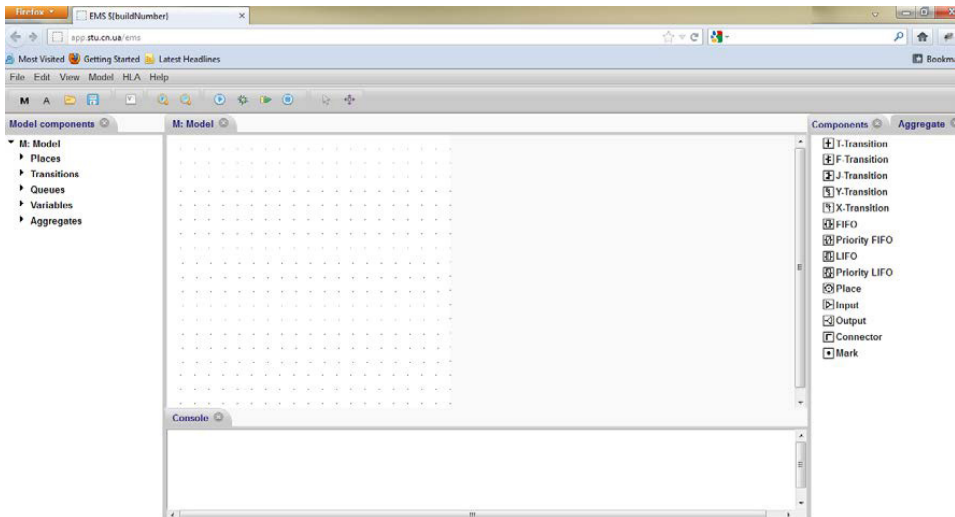 Firefox
EMS ${buildNumber}
app.stu.cn.ua/ems
Most Visited Getting Started Latest Headlines
Bookm
File Edit View Model HLA Help
M A
Model components
M: Model
Components
Aggregate
M: Model
Places
Transitions
Queues
Variables
Aggregates
T-Transition
F-Transition
J-Transition
Y-Transition
X-Transition
FIFO
Priority FIFO
LIFO
Priority LIFO
Place
Input
Output
Connector
Mark
Console